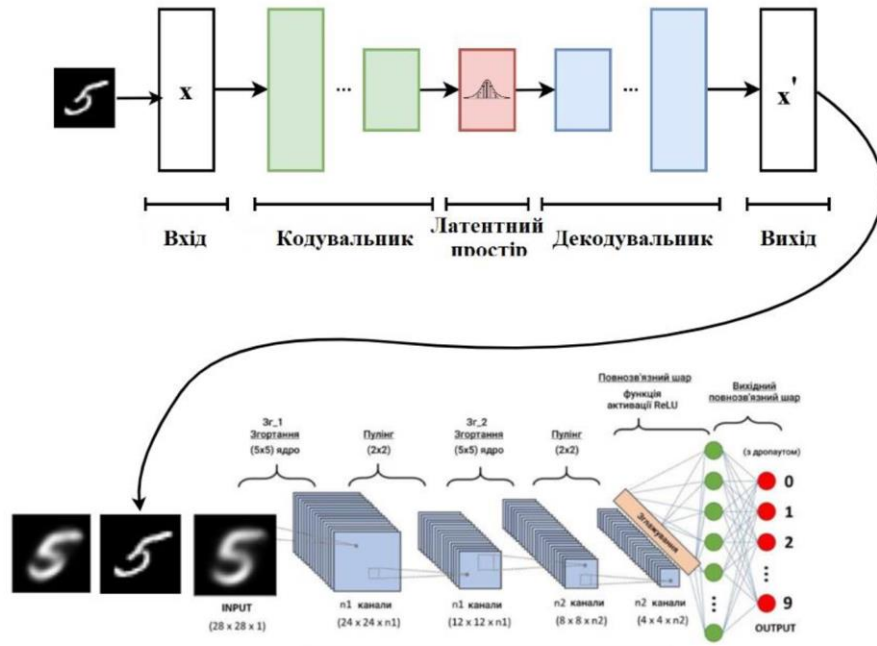 x
x'
...
...
Вхід
Кодувальник
Латентний
простір
Декодувальник
Вихід
Повнозв'язний шар
функція
активації ReLU
Вихідний
повнозв'язний шар
Зг_1
Згортання
(5x5) ядро
Пулінг
(2x2)
Зг_2
Згортання
(5x5) ядро
Пулінг
(2x2)
(з дропаутом)
Зглажування
0
1
2
9
INPUT
(28 x 28 x 1)
n1 канали
(24 x 24 x n1)
n1 канали
(12 x 12 x n1)
n2 канали
(8 x 8 x n2)
n2 канали
(4 x 4 x n2)
OUTPUT